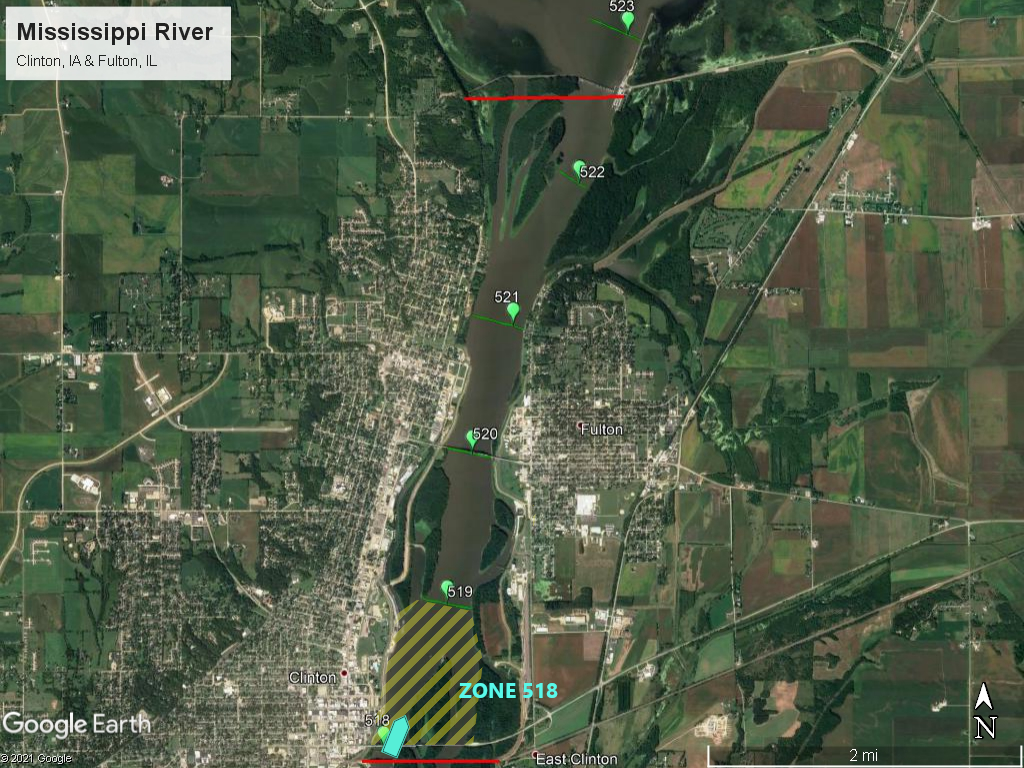 Mississippi River
Clinton, IA & Fulton, IL
523
522
521
520
Fulton
519
Clinton
ZONE 518
518
Google Earth
N
© 2021 Google
East Clinton
2 mi